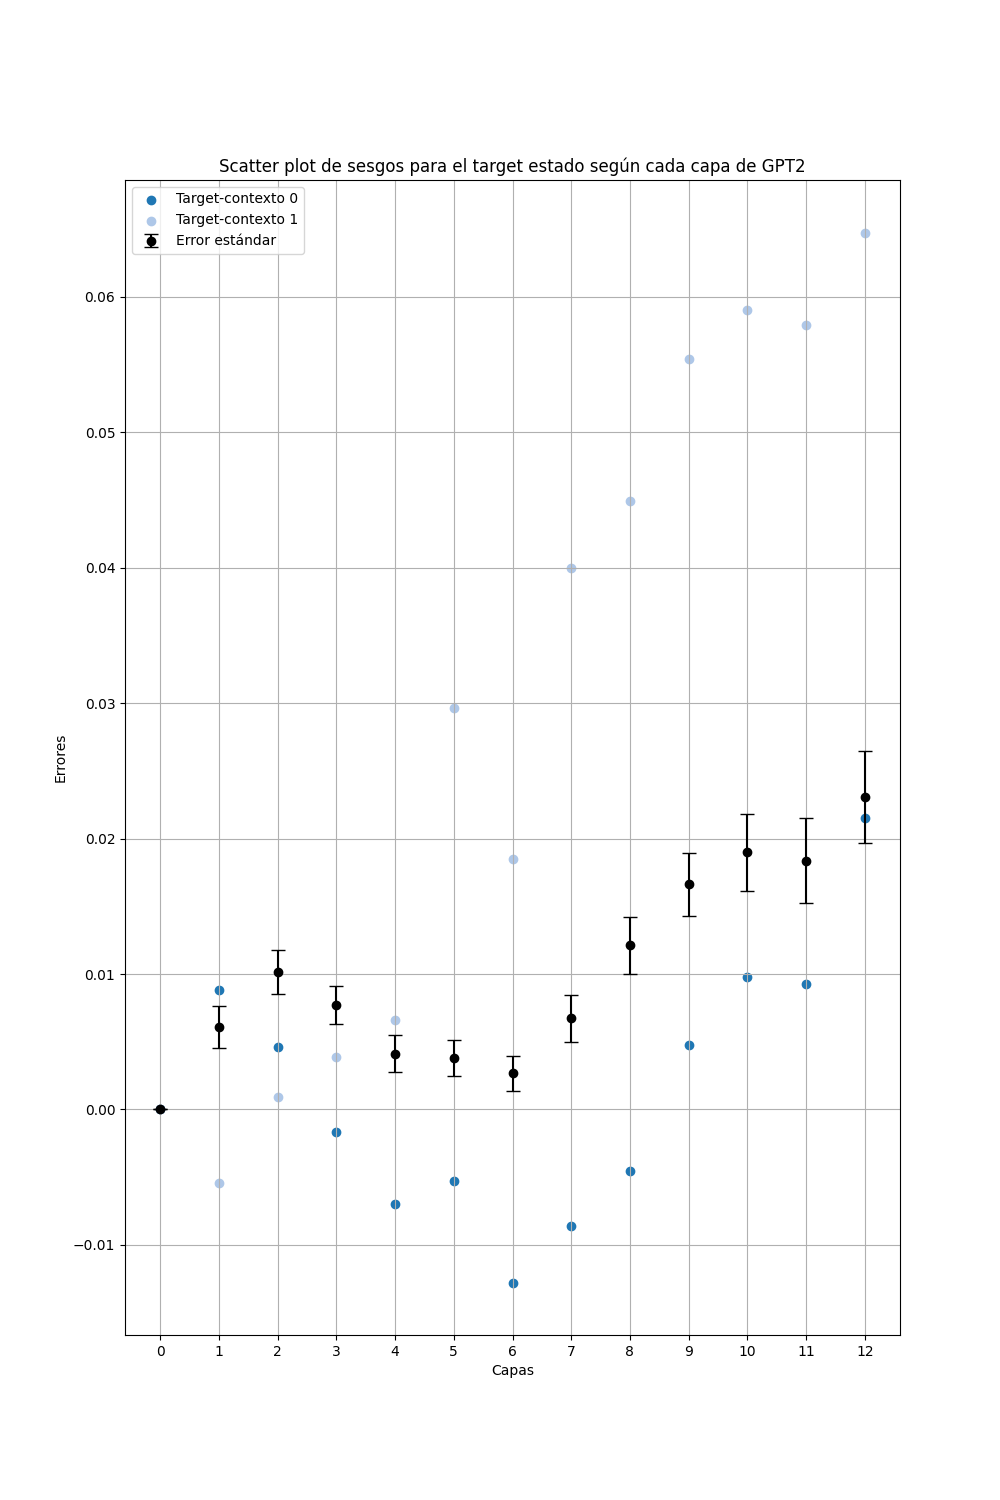 Scatter plot de sesgos para el target estado según cada capa de GPT2
Target-contexto 0
Target-contexto 1
Error estándar
0.06
0.05
0.04
0.03
0.02
0.01
0.00
−0.01
Errores
0 1 2 3 4 5 6 7 8 9 10 11 12
Capas